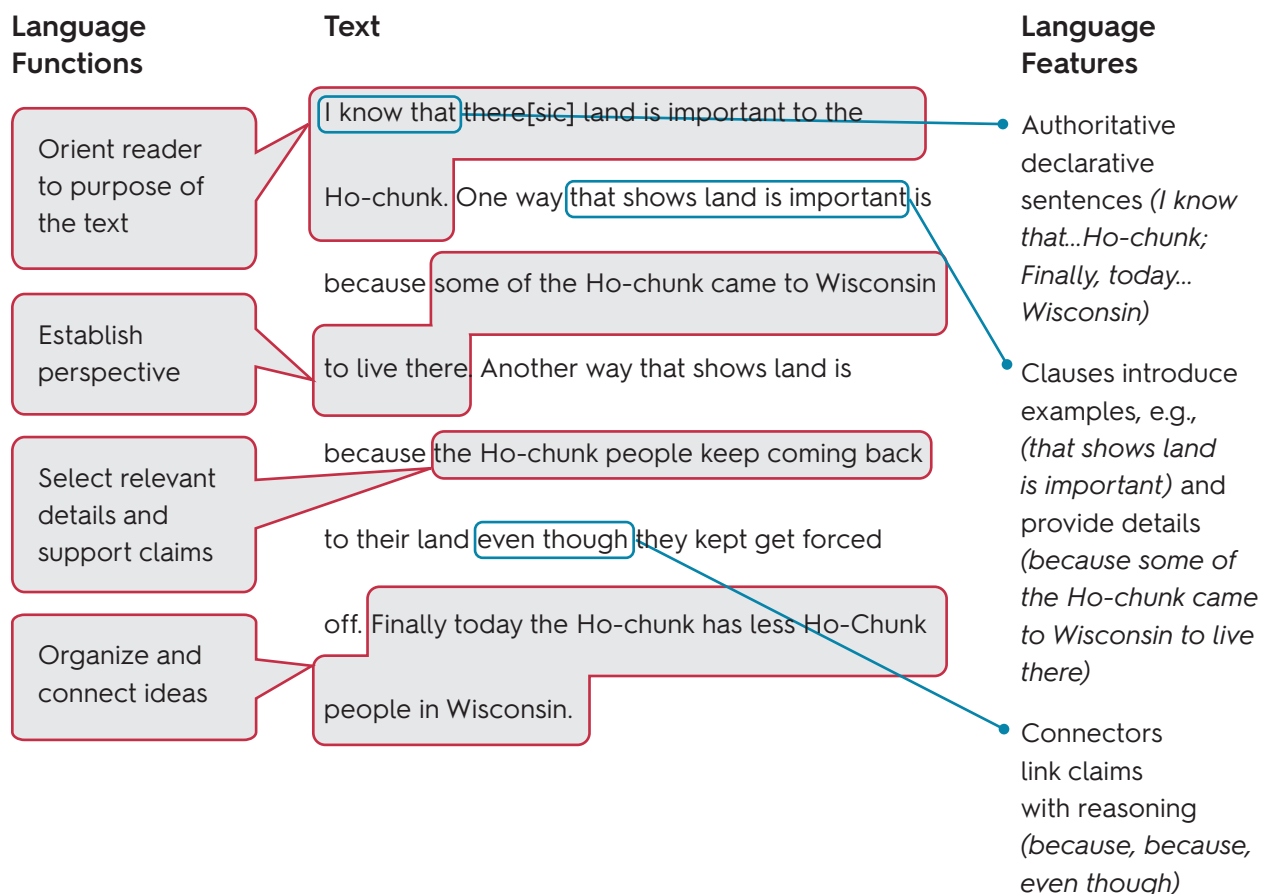 Language
Functions
Orient reader
to purpose of
the text
Establish
perspective
Select relevant
details and
support claims
Organize and
connect ideas
Text
I know that there[sic] land is important to the
Ho-chunk. One way that shows land is important is
because some of the Ho-chunk came to Wisconsin
to live there. Another way that shows land is
because the Ho-chunk people keep coming back
to their land even though they kept get forced
off. Finally today the Ho-chunk has less Ho-Chunk
people in Wisconsin.
Language
Features
Authoritative
declarative
sentences (I know
that...Ho-chunk;
Finally, today...
Wisconsin)
Clauses introduce
examples, e.g.,
(that shows land
is important) and
provide details
(because some of
the Ho-chunk came
to Wisconsin to live
there)
Connectors
link claims
with reasoning
(because, because,
even though)